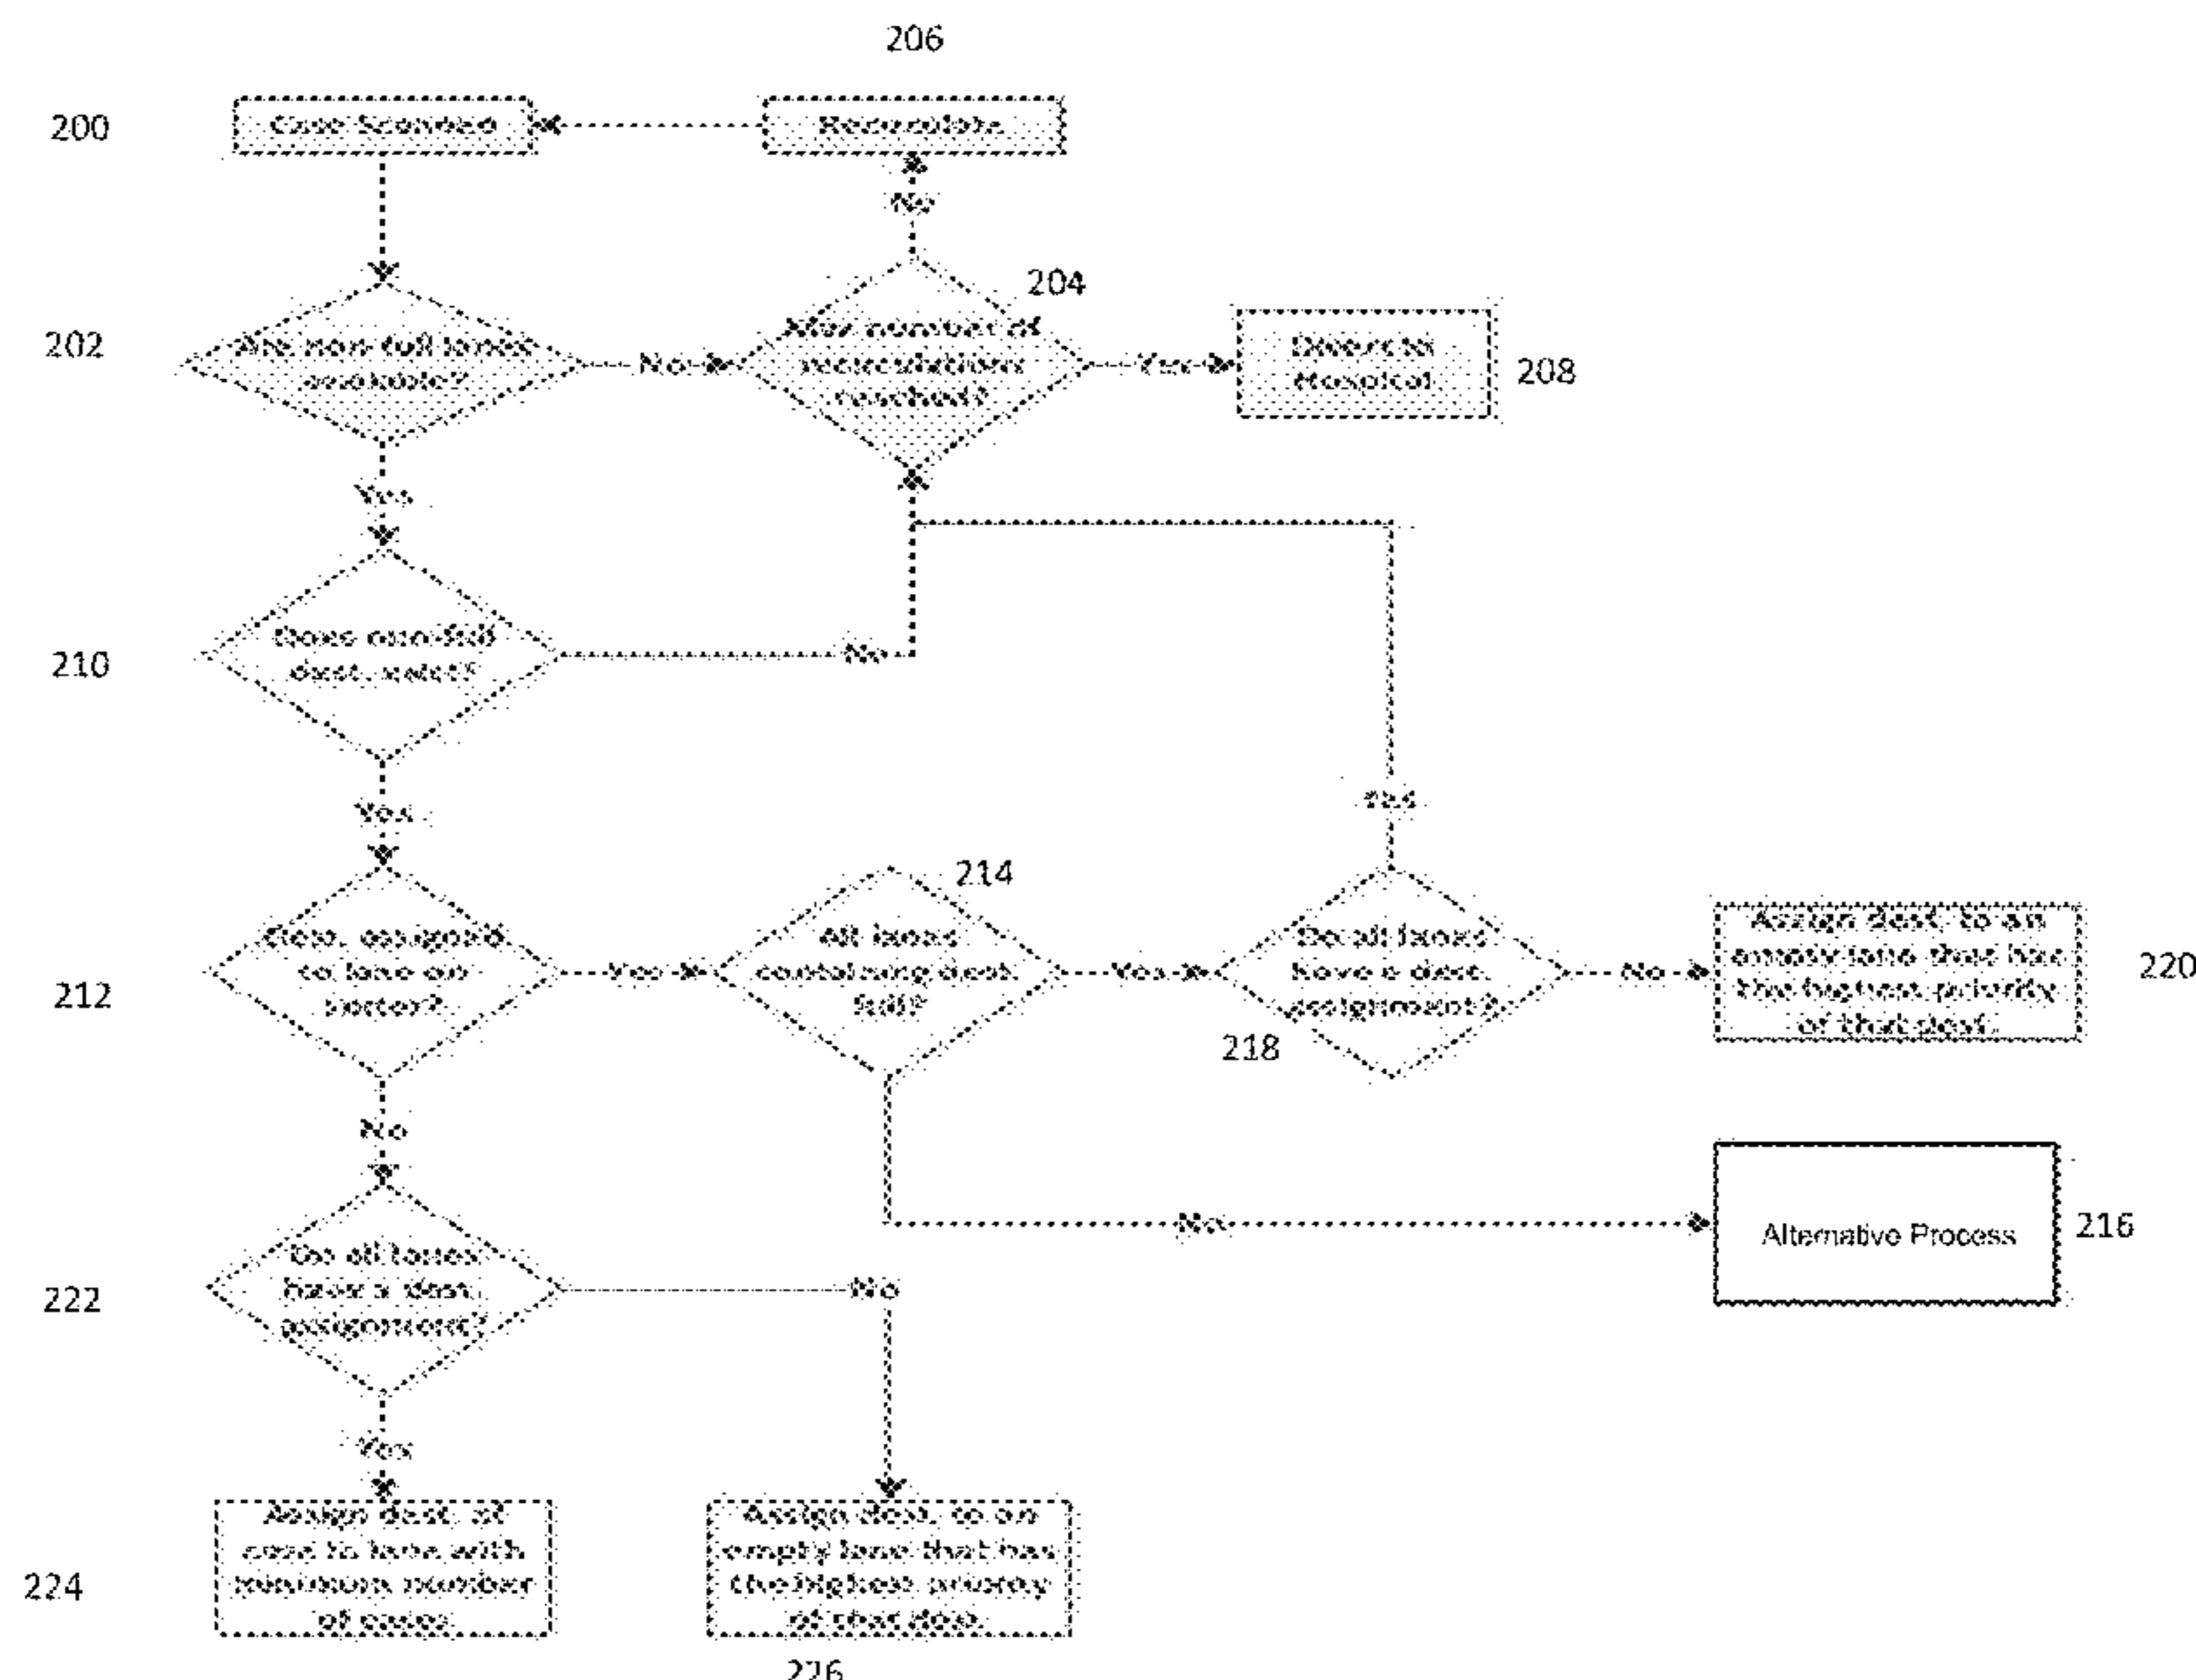 206
200
Case Scanned
Recirculate
No
204
202
Are non-full lanes
available?
No
Max number of
recirculations
reached?
Yes
Divert to
Hospital
208
Yes
210
Does non-full
dest. exist?
No
Yes
Yes
214
212
Dest. assigned
to lane on
sorter?
Yes
All lanes
containing dest.
full?
Yes
Do all lanes
have a dest.
assignment?
218
No
Assign dest. to an
empty lane that has
the highest priority
of that dest.
220
No
No
Alternative Process
216
222
Do all lanes
have a dest.
assignment?
No
Yes
224
Assign dest. of
case to lane with
minimum number
of cases
Assign dest. to an
empty lane that has
the highest priority
of that dest.
226